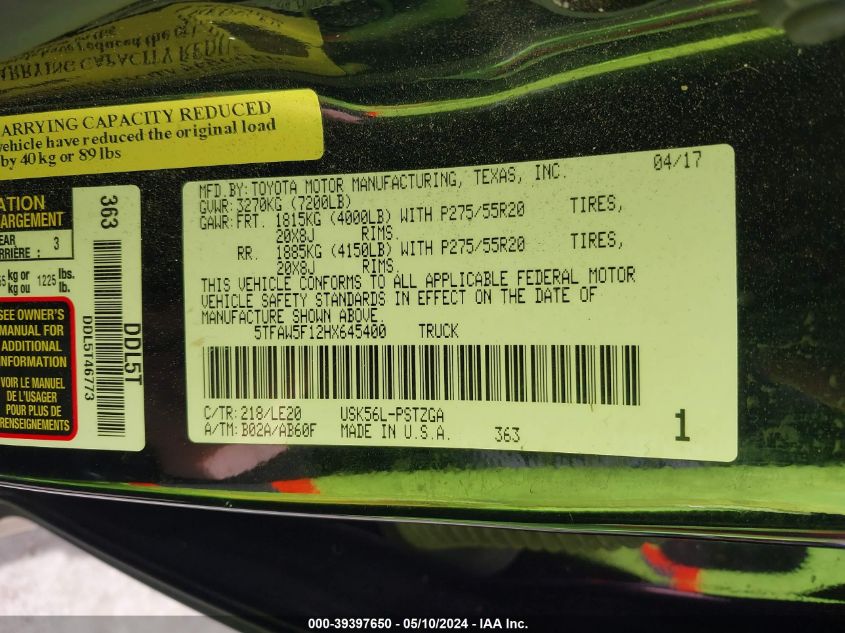 ARRYING CAPACITY REDUCED
vehicle have reduced the original load
by 40 kg or 89 lbs
ARGEMENT
3
kg or
kg ou
1225 lbs.
lb.
SEE OWNER'S
MANUAL FOR
ADDITIONAL
INFORMATION
VOIR LE MANUEL
DE L'USAGER
POUR PLUS DE
RENSEIGNEMENTS
363
DDL5T46773
DDL5T
04/17
MFD.BY:TOYOTA MOTOR MANUFACTURING, TEXAS, INC.
GVWR:3270KG (7200LB)
GAWR:FRT. 1815KG (4000LB) WITH P275/55R20 TIRES,
20X8J RIMS.
RR. 1885KG (4150LB) WITH P275/55R20 TIRES,
20X8J RIMS.
THIS VEHICLE CONFORMS TO ALL APPLICABLE FEDERAL MOTOR
VEHICLE SAFETY STANDARDS IN EFFECT ON THE DATE OF
MANUFACTURE SHOWN ABOVE.
5TFAW5F12HX645400 TRUCK
C/TR:218/LE20 USK56L-PSTZGA
A/TM:B02A/AB60F MADE IN U.S.A. 363
1
000-39397650 - 05/10/2024 - IAA Inc.